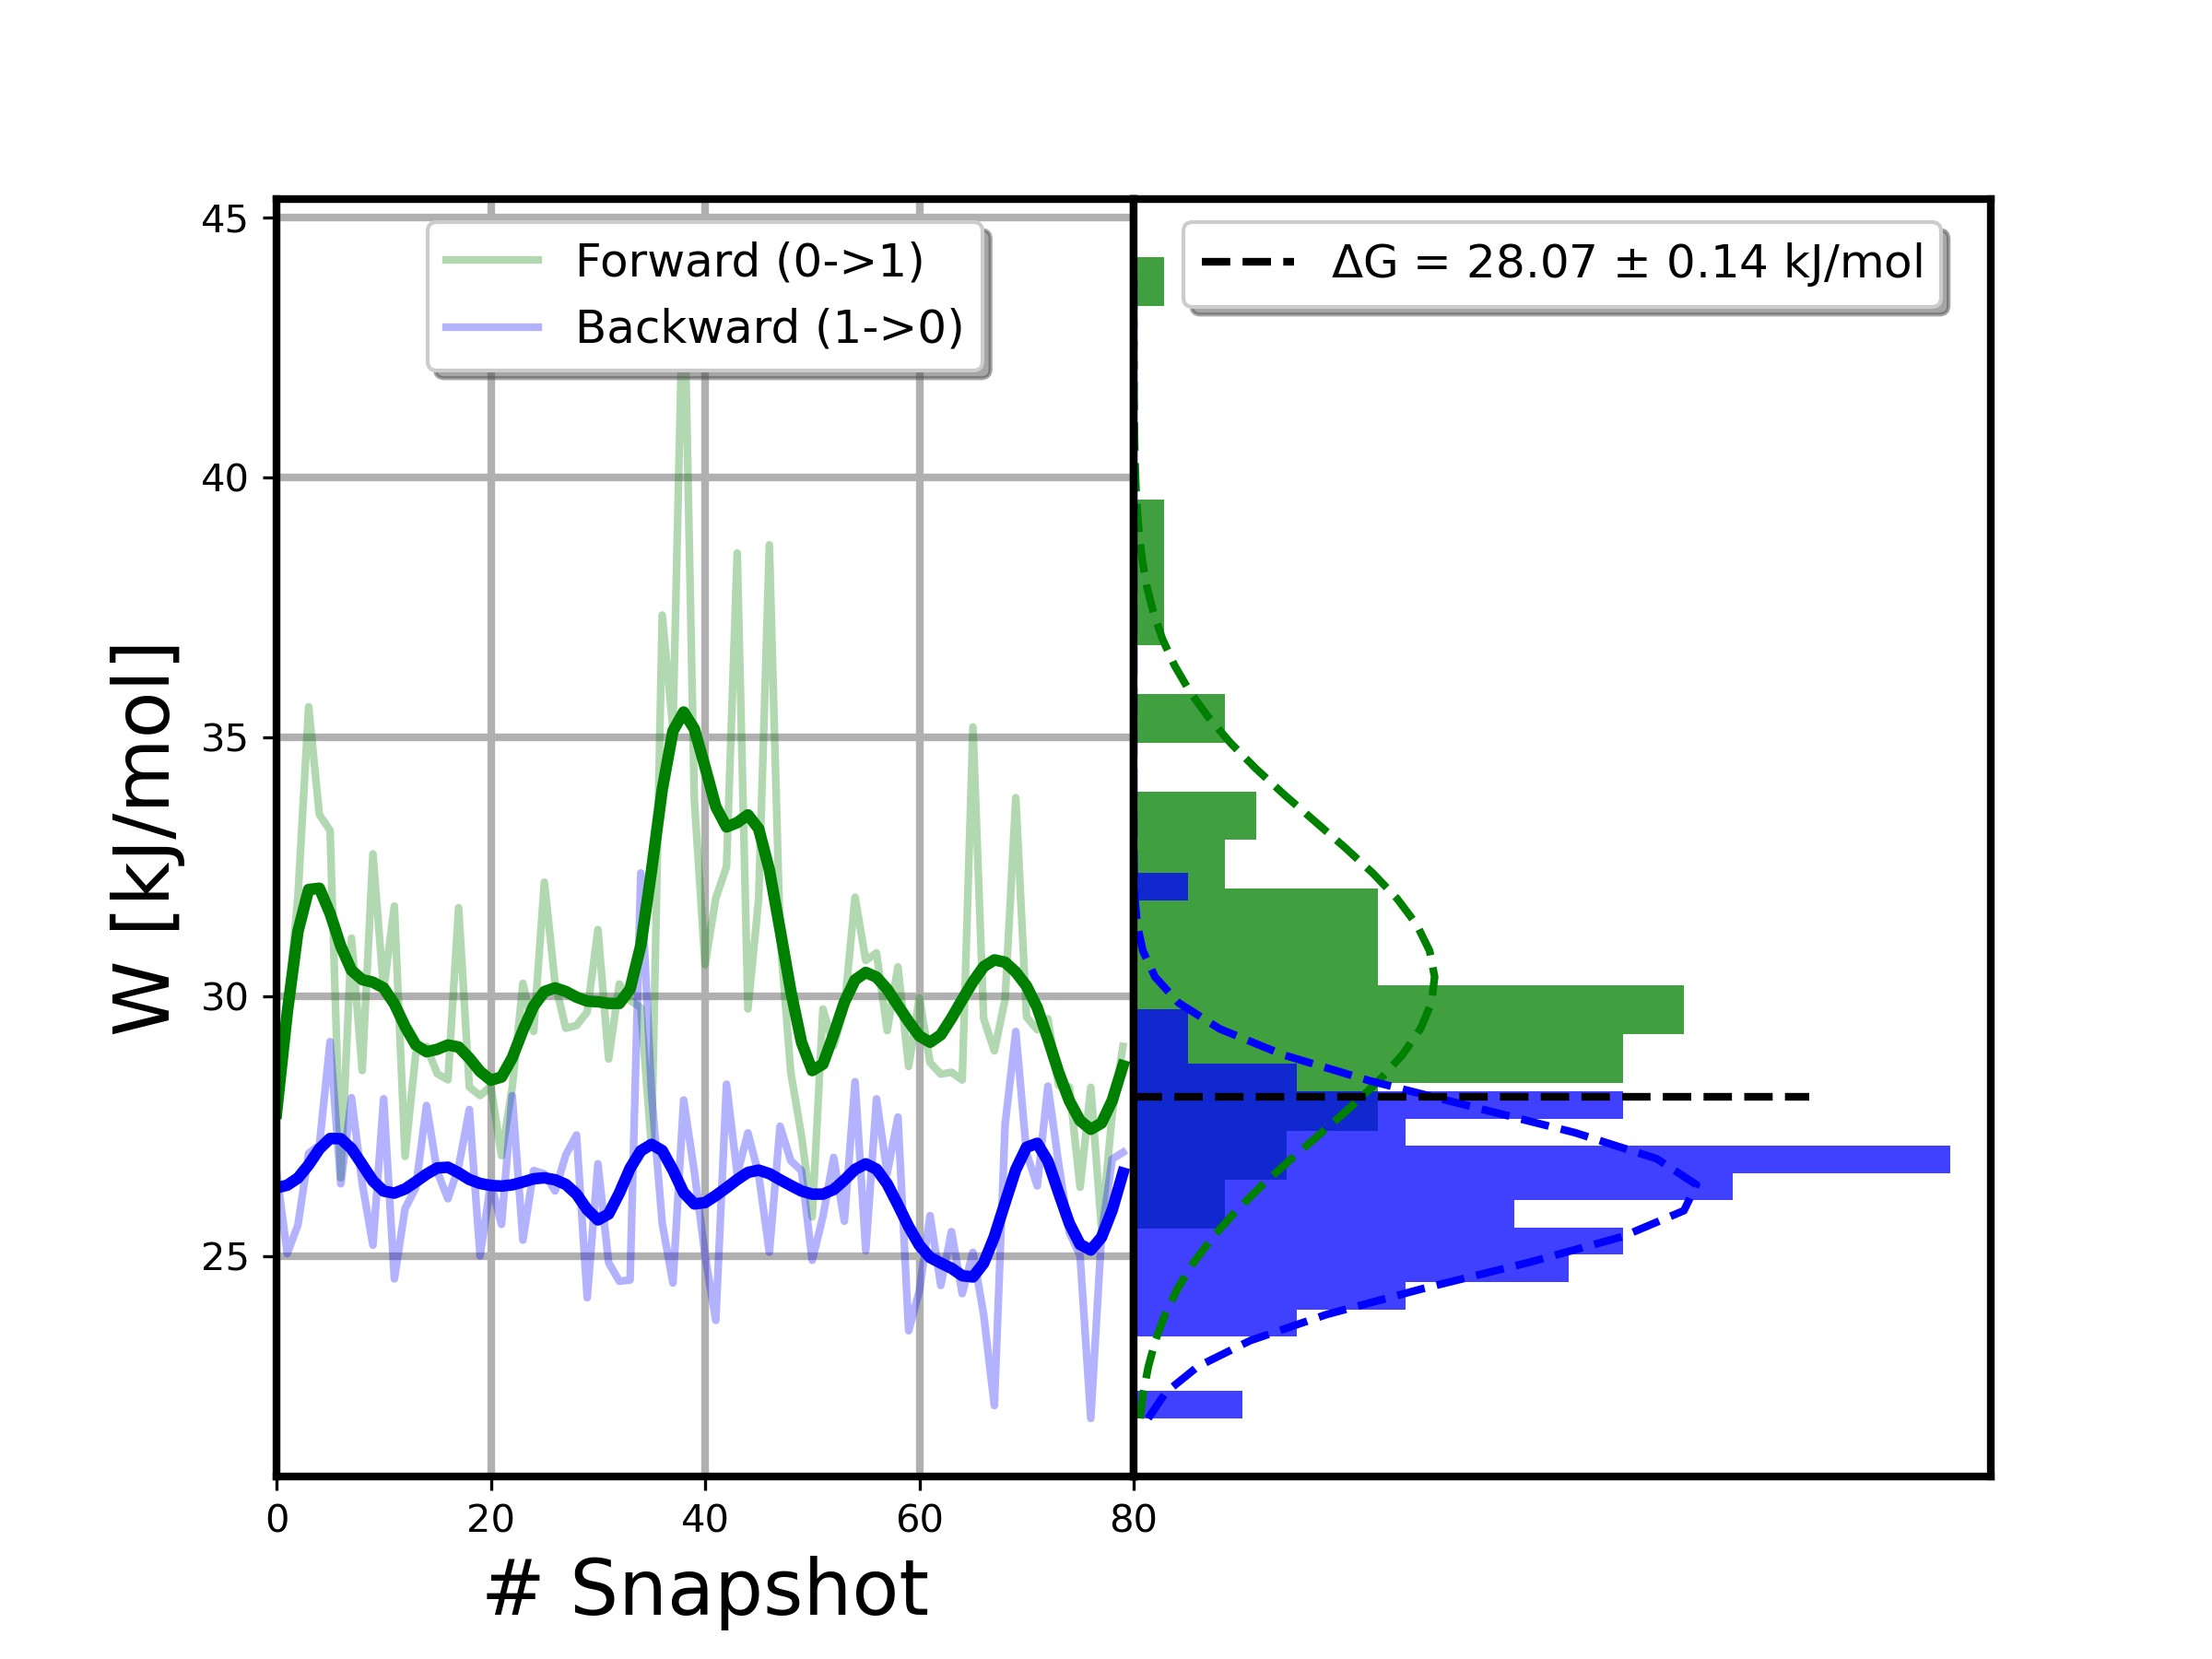 Forward (0->1)
Backward (1->0)
ΔG = 28.07 ± 0.14 kJ/mol
W [kJ/mol]
45
40
35
30
25
0 20 40 60 80
# Snapshot